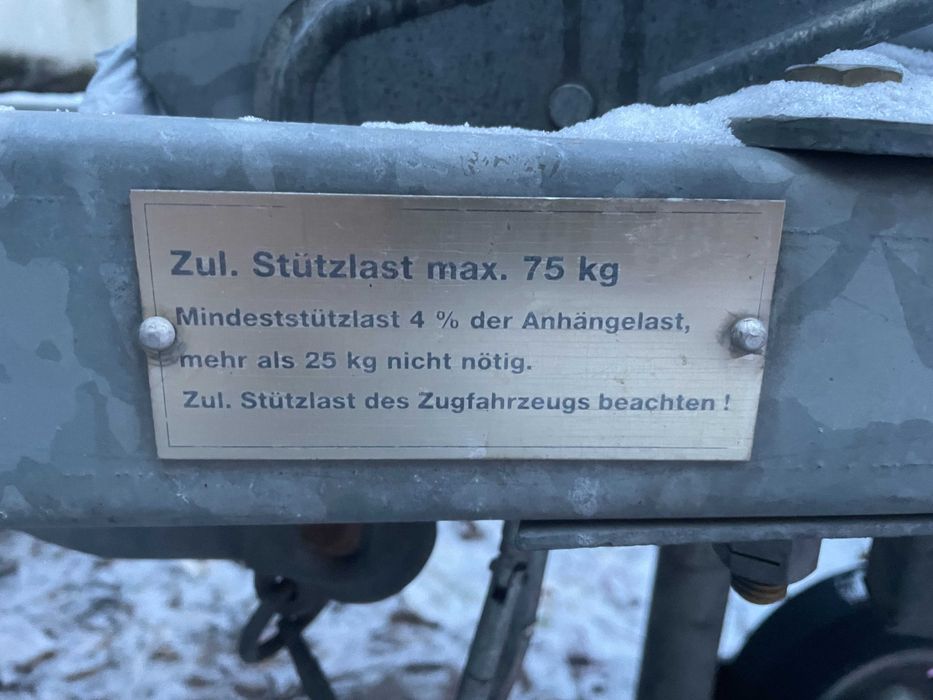 Zul. Stützlast max. 75 kg
Mindeststützlast 4 % der Anhängelast,
mehr als 25 kg nicht nötig.
Zul. Stützlast des Zugfahrzeugs beachten !